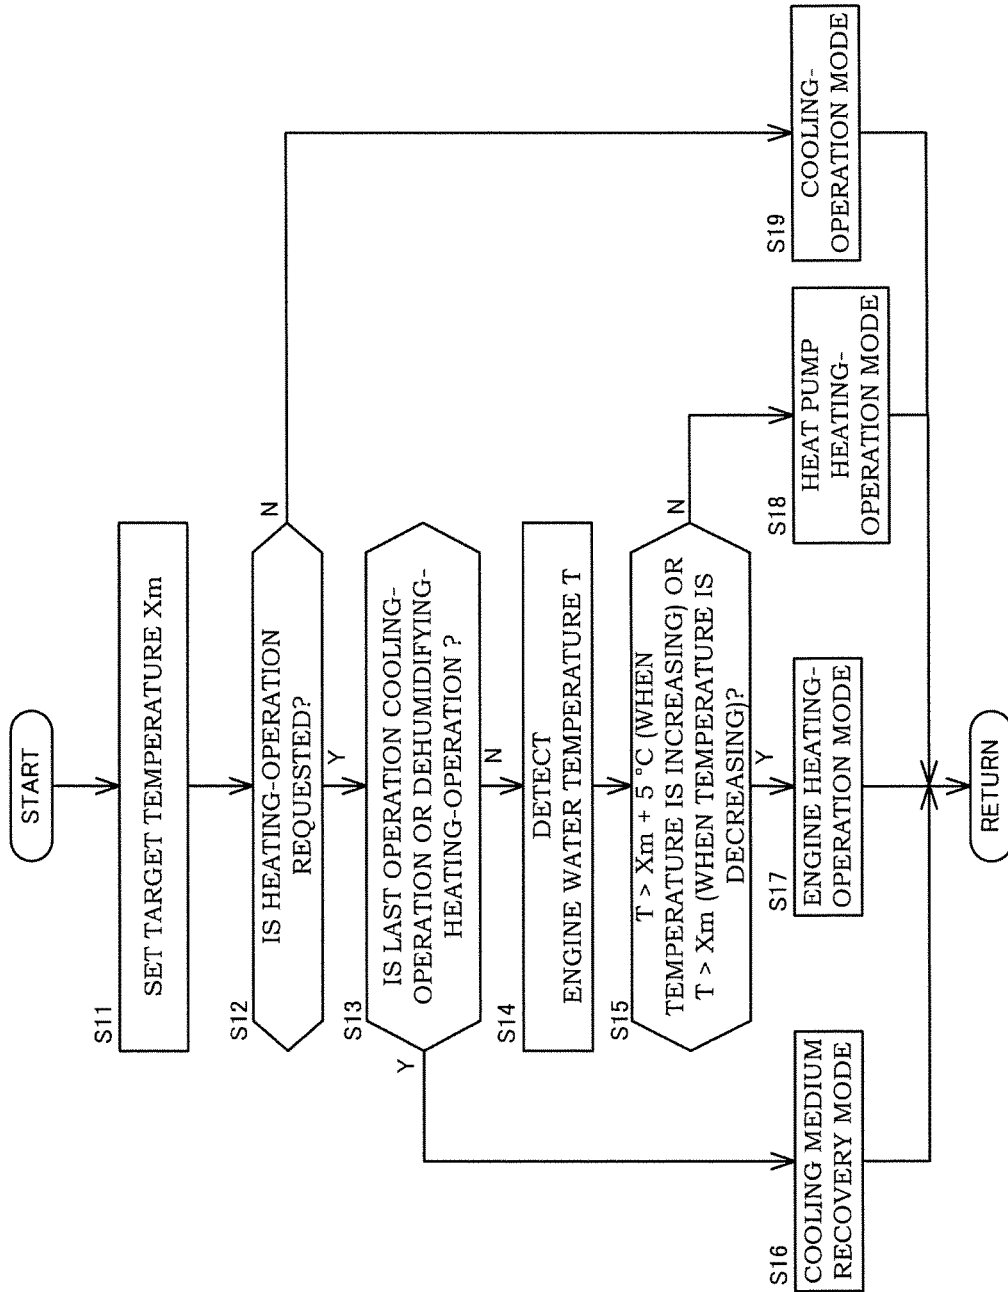 START
S11
SET TARGET TEMPERATURE Xm
S12
IS HEATING-OPERATION
REQUESTED?
N
Y
S13
IS LAST OPERATION COOLING-
OPERATION OR DEHUMIDIFYING-
HEATING-OPERATION ?
Y
N
S14
DETECT
ENGINE WATER TEMPERATURE T
S15
T > Xm + 5 °C (WHEN
TEMPERATURE IS INCREASING) OR
T > Xm (WHEN TEMPERATURE IS
DECREASING)?
N
Y
S16
COOLING MEDIUM
RECOVERY MODE
S17
ENGINE HEATING-
OPERATION MODE
S18
HEAT PUMP
HEATING-
OPERATION MODE
S19
COOLING-
OPERATION MODE
RETURN